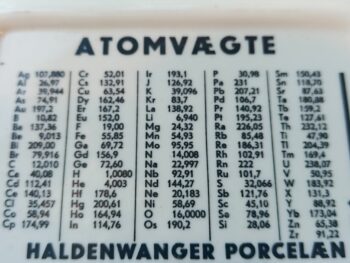 ATOMVÆGTE
Ag 107,880 Cr 52,01 Ir 193,1 P 30,98 Sm 150,43
Al 26,97 Cs 132,91 J 126,92 Pa 231 Sn 118,70
Ar 39,944 Cu 63,54 K 39,096 Pb 207,21 Sr 87,63
As 74,91 Dy 162,46 Kr 83,7 Pd 106,7 Ta 180,88
Au 197,2 Er 167,2 La 138,92 Pr 140,92 Tb 159,2
B 10,82 Eu 152,0 Li 6,940 Pt 195,23 Te 127,61
Ba 137,36 F 19,00 Mg 24,32 Ra 226,05 Th 232,12
Be 9,013 Fe 55,85 Mn 54,93 Rb 85,48 Ti 47,90
Bi 209,00 Ga 69,72 Mo 95,95 Re 186,31 Tl 204,39
Br 79,916 Gd 156,9 N 14,008 Rh 102,91 Tm 169,4
C 12,010 Ge 72,60 Na 22,997 Rn 222 U 238,07
Ca 40,08 H 1,0080 Nb 92,91 Ru 101,7 V 50,95
Cd 112,41 He 4,003 Nd 144,27 S 32,066 W 183,92
Ce 140,13 Hf 178,6 Ne 20,183 Sb 121,76 X 131,3
Cl 35,457 Hg 200,61 Ni 58,69 Sc 45,10 Y 88,92
Co 58,94 Ho 164,94 O 16,0000 Se 78,96 Yb 173,04
Cp 174,99 In 114,76 Os 190,2 Si 28,06 Zn 65,38
Zr 91,22
HALDENWANGER PORCELÆN